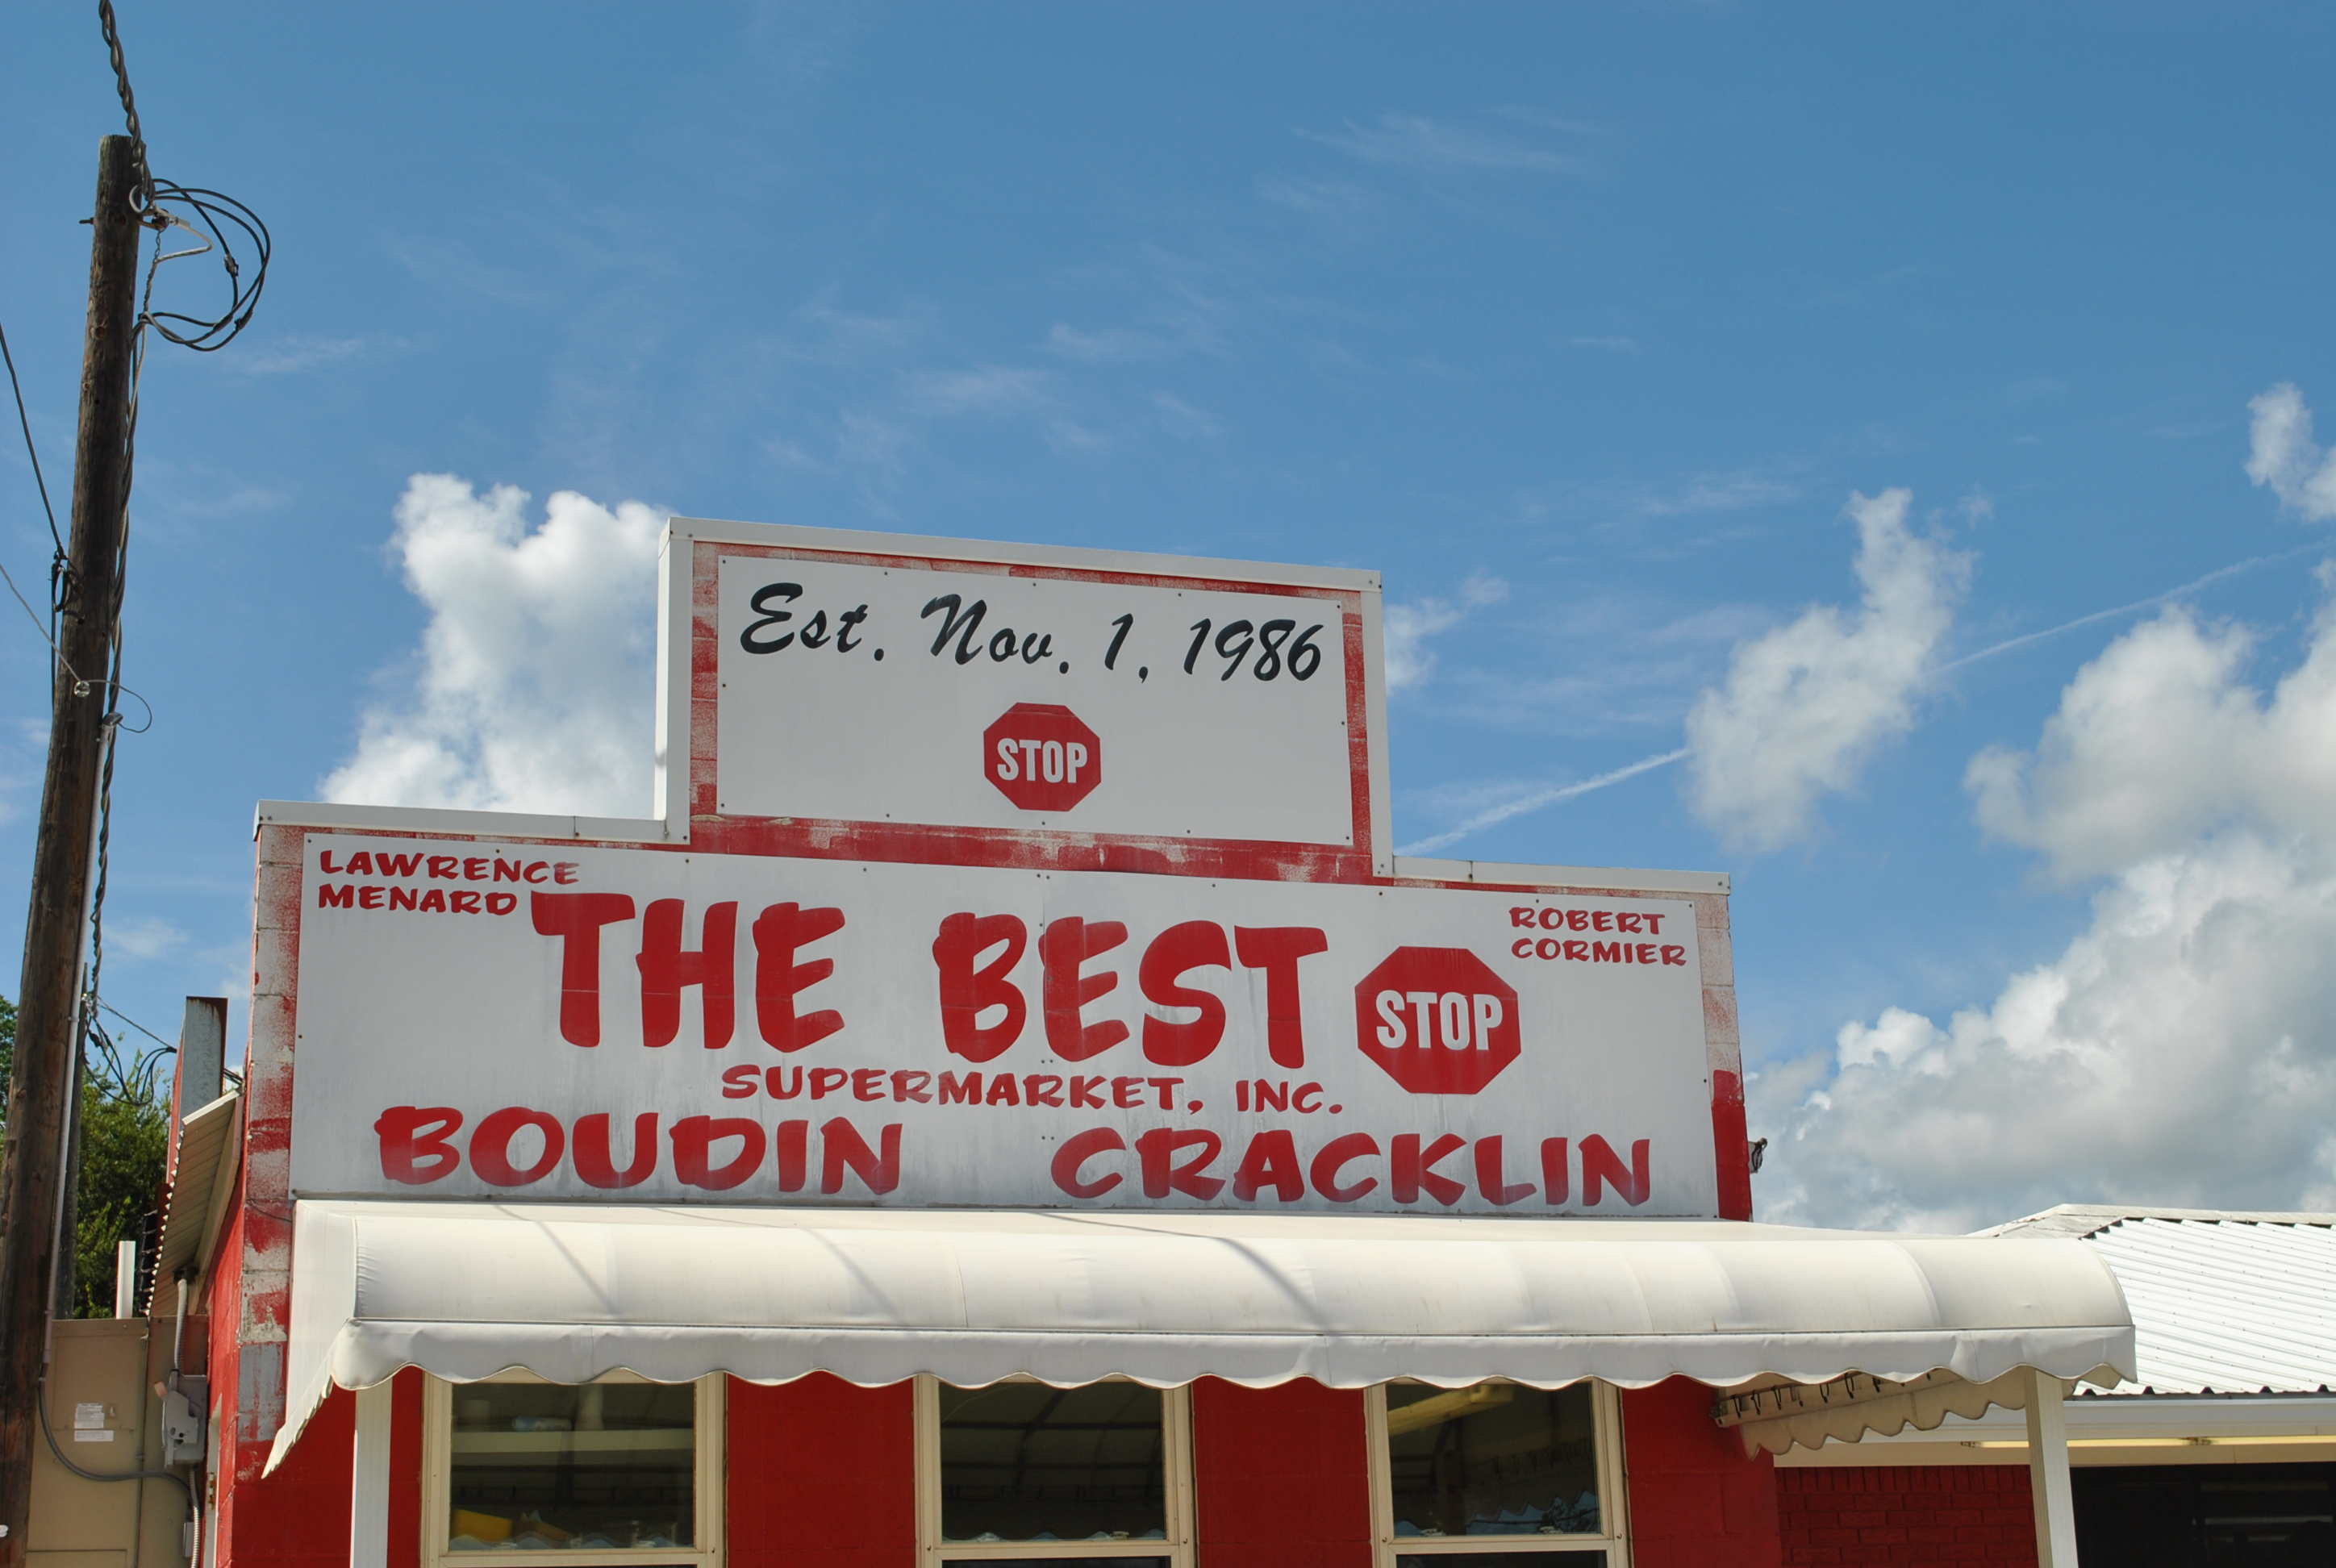 Est. Nov. 1, 1986
STOP
LAWRENCE
MENARD
ROBERT
CORMIER
THE BEST STOP
SUPERMARKET, INC.
BOUDIN CRACKLIN